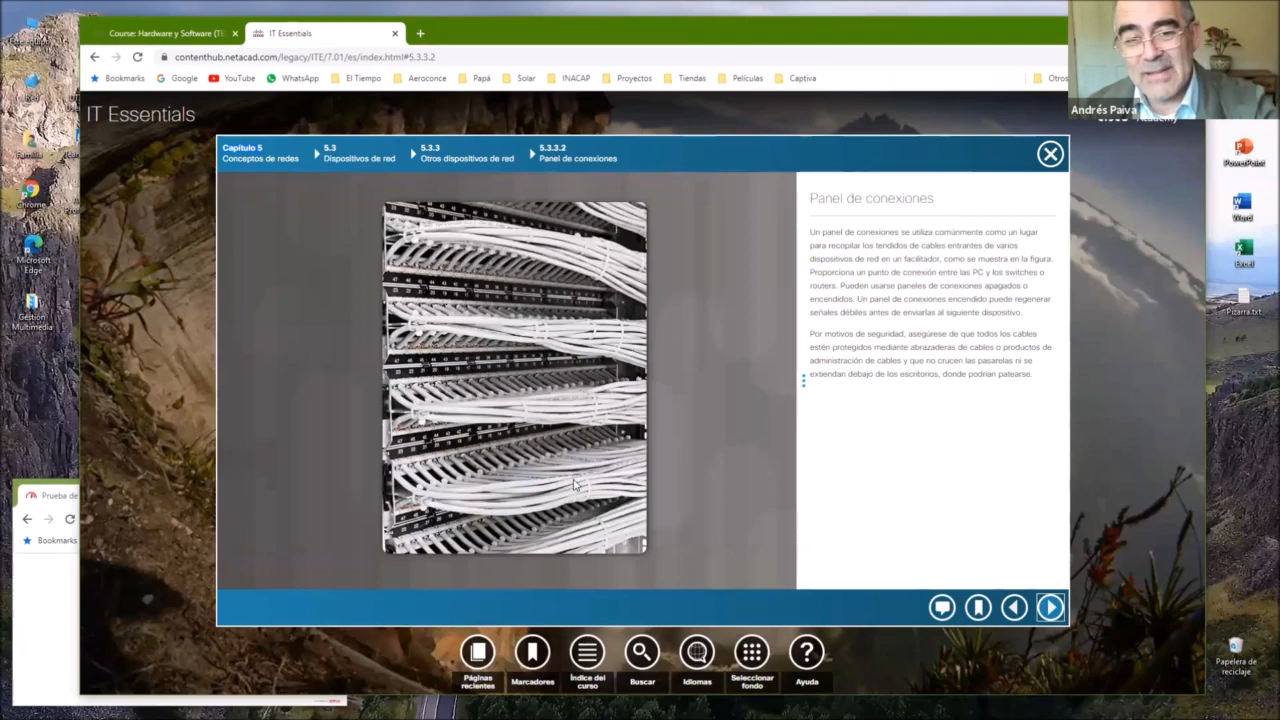 Course: Hardware y Software (TE
IT Essentials
contenthub.netacad.com/legacy/ITE/7.01/es/index.html#5.3.3.2
Bookmarks
Google
YouTube
WhatsApp
El Tiempo
Aeroconce
Papá
Solar
INACAP
Proyectos
Tiendas
Películas
Captiva
Otros
Andrés Paiva
IT Essentials
Academy
Capítulo 5
Conceptos de redes
5.3
Dispositivos de red
5.3.3
Otros dispositivos de red
5.3.3.2
Panel de conexiones
Panel de conexiones
Un panel de conexiones se utiliza comúnmente como un lugar
para recopilar los tendidos de cables entrantes de varios
dispositivos de red en un facilitador, como se muestra en la figura.
Proporciona un punto de conexión entre las PC y los switches o
routers. Pueden usarse paneles de conexiones apagados o
encendidos. Un panel de conexiones encendido puede regenerar
señales débiles antes de enviarlas al siguiente dispositivo.
Por motivos de seguridad, asegúrese de que todos los cables
estén protegidos mediante abrazaderas de cables o productos de
administración de cables y que no crucen las pasarelas ni se
extiendan debajo de los escritorios, donde podrían patearse.
Red
Familia
Chrome
Microsoft
Edge
Gestión
Multimedia
PowerPoint
Word
Excel
Pizarra.txt
Papelera de
reciclaje
Prueba de
Bookmarks
Páginas
recientes
Marcadores
Índice del
curso
Buscar
Idiomas
Seleccionar
fondo
Ayuda